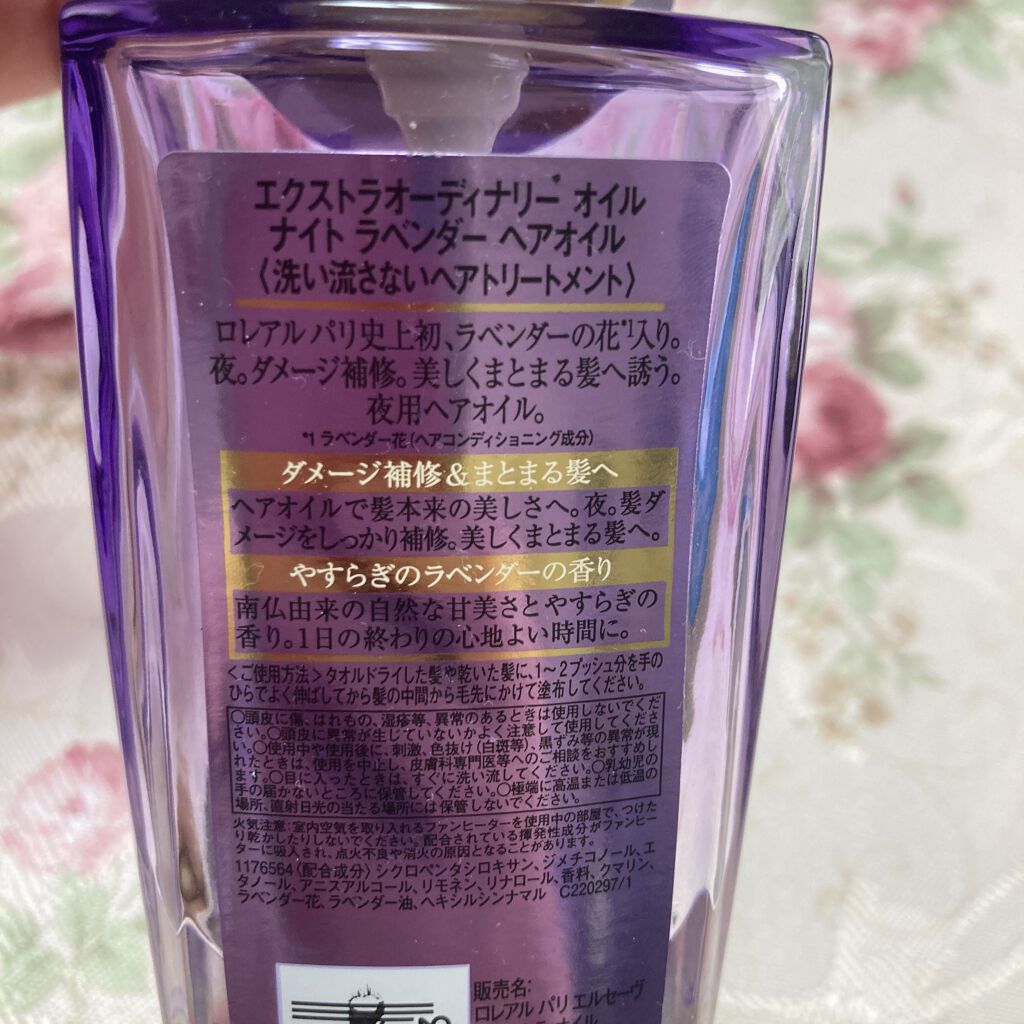 エクストラオーディナリー* オイル
ナイト ラベンダー ヘアオイル
〈洗い流さないヘアトリートメント〉
ロレアル パリ史上初、ラベンダーの花*1入り。
夜。ダメージ補修。美しくまとまる髪へ誘う。
夜用ヘアオイル。
*1 ラベンダー花(ヘアコンディショニング成分)
ダメージ補修&まとまる髪へ
ヘアオイルで髪本来の美しさへ。夜。髪ダ
メージをしっかり補修。美しくまとまる髪へ。
やすらぎのラベンダーの香り
南仏由来の自然な甘美さとやすらぎの
香り。1日の終わりの心地よい時間に。
<ご使用方法>タオルドライした髪や乾いた髪に、1~2プッシュ分を手の
ひらでよく伸ばしてから髪の中間から毛先にかけて塗布してください。
○頭皮に傷、はれもの、湿疹等、異常のあるときは使用しないでくだ
さい。○頭皮に異常が生じていないかよく注意して使用してくださ
い。○使用中や使用後に、刺激、色抜け(白斑等)、黒ずみ等の異常が現
れたときは、使用を中止し、皮膚科専門医等へのご相談をおすすめし
ます。○目に入ったときは、すぐに洗い流してください。○乳幼児の
手の届かないところに保管してください。○極端に高温または低温の
場所、直射日光の当たる場所には保管しないでください。
火気注意:室内空気を取り入れるファンヒーターを使用中の部屋で、つけた
り乾かしたりしないでください。配合されている揮発性成分がファンヒー
ターに吸入され、点火不良や消火の原因となることがあります。
1176564〈配合成分〉シクロペンタシロキサン、ジメチコノール、エ
タノール、アニスアルコール、リモネン、リナロール、香料、クマリン、
ラベンダー花、ラベンダー油、ヘキシルシンナマル C220297/1
販売名:
ロレアル パリ エルセーヴ
オイル